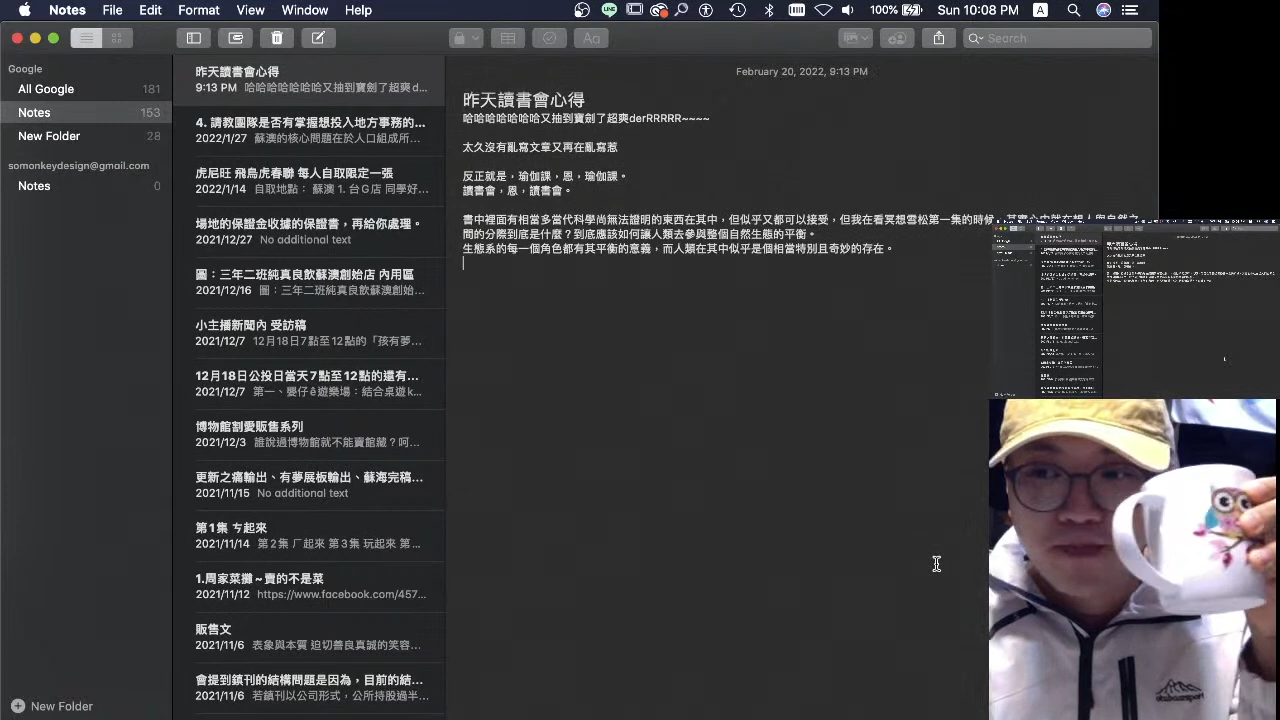 Notes File Edit Format View Window Help
100% Sun 10:08 PM A
Aa
Search
Google
All Google 181
Notes 153
New Folder 28
somonkeydesign@gmail.com
Notes 0
New Folder
昨天讀書會心得
9:13 PM 哈哈哈哈哈哈哈又抽到寶劍了超爽d...
4. 請教團隊是否有掌握想投入地方事務的...
2022/1/27 蘇澳的核心問題在於人口組成所...
虎尼旺 飛烏虎春聯 每人自取限定一張
2022/1/14 自取地點： 蘇澳 1. 台G店 同學好...
場地的保證金收據的保證書，再給你處理。
2021/12/27 No additional text
圖：三年二班純真良飲蘇澳創始店 內用區
2021/12/16 圖：三年二班純真良飲蘇澳創始...
小主播新聞內 受訪稿
2021/12/7 12月18日7點至12點的「孩有夢...
12月18日公投日當天7點至12點的還有...
2021/12/7 第一、婜仔ê遊樂場：結合桌遊k...
博物館割愛販售系列
2021/12/3 誰說過博物館就不能賣館藏？呵...
更新之痛輸出、有夢展板輸出、蘇海完稿...
2021/11/15 No additional text
第1集 ㄘ起來
2021/11/14 第２集 ㄏ起來 第３集 玩起來 第...
1.周家菜攤～賣的不是菜
2021/11/12 https://www.facebook.com/457...
販售文
2021/11/6 表象與本質 迫切善良真誠的笑容...
會提到鎮刊的結構問題是因為，目前的結...
2021/11/6 若鎮刊以公司形式，公所持股過半...
February 20, 2022, 9:13 PM
昨天讀書會心得
哈哈哈哈哈哈哈又抽到寶劍了超爽derRRRRR~~~~
太久沒有亂寫文章又再在亂寫惹
反正就是，瑜伽課，恩，瑜伽課。
讀書會，恩，讀書會。
書中裡面有相當多當代科學尚無法證明的東西在其中，但似乎又都可以接受，但我在看冥想雪松第一集的時候，其實心中就在想人與自然之
間的分際到底是什麼？到底應該如何讓人類去參與整個自然生態的平衡。
生態系的每一個角色都有其平衡的意義，而人類在其中似乎是個相當特別且奇妙的存在。